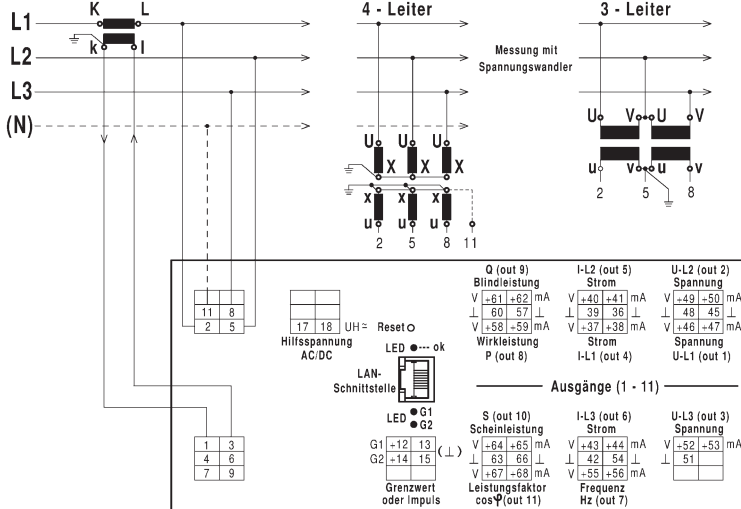 K L
L1
k l
L2
L3
(N)
4 - Leiter
3 - Leiter
Messung mit
Spannungswandler
U U U
X X X
x x x
u u u
2 5 8 11
U V U V
u v u v
2 5 8
11 8
2 5
17 18 UH≂
Hilfsspannung
AC/DC
Reset
LED --- ok
LAN-
Schnittstelle
LED G1
G2
1 3
4 6
7 9
G1 +12 13 (⊥)
G2 +14 15
Grenzwert
oder Impuls
Q (out 9)
Blindleistung
V +61 +62 mA
⊥ 60 57 ⊥
V +58 +59 mA
Wirkleistung
P (out 8)
I-L2 (out 5)
Strom
V +40 +41 mA
⊥ 39 36 ⊥
V +37 +38 mA
Strom
I-L1 (out 4)
U-L2 (out 2)
Spannung
V +49 +50 mA
⊥ 48 45 ⊥
V +46 +47 mA
Spannung
U-L1 (out 1)
Ausgänge (1 - 11)
S (out 10)
Scheinleistung
V +64 +65 mA
⊥ 63 66 ⊥
V +67 +68 mA
Leistungsfaktor
cosφ(out 11)
I-L3 (out 6)
Strom
V +43 +44 mA
⊥ 42 54 ⊥
V +55 +56 mA
Frequenz
Hz (out 7)
U-L3 (out 3)
Spannung
V +52 +53 mA
⊥ 51